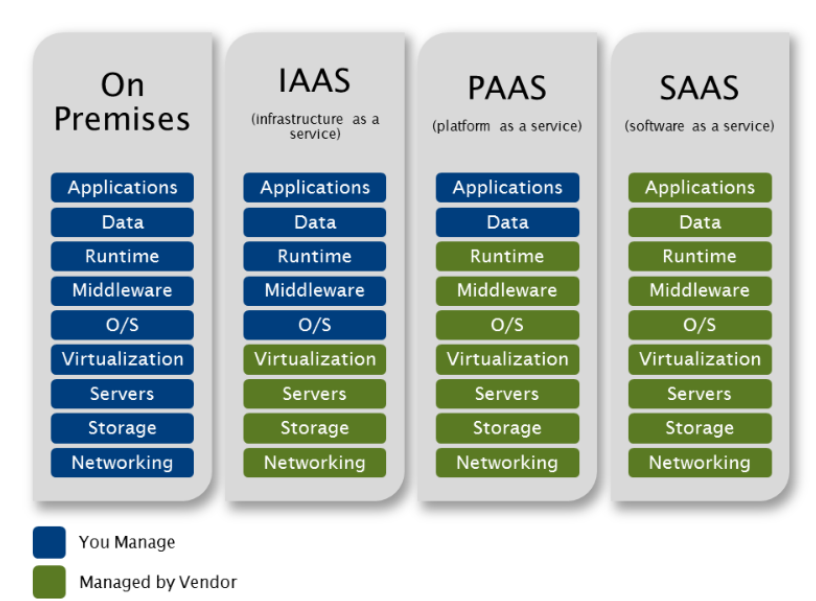 On
Premises
Applications
Data
Runtime
Middleware
O/S
Virtualization
Servers
Storage
Networking
IAAS
(infrastructure as a
service)
Applications
Data
Runtime
Middleware
O/S
Virtualization
Servers
Storage
Networking
PAAS
(platform as a service)
Applications
Data
Runtime
Middleware
O/S
Virtualization
Servers
Storage
Networking
SAAS
(software as a service)
Applications
Data
Runtime
Middleware
O/S
Virtualization
Servers
Storage
Networking
You Manage
Managed by Vendor